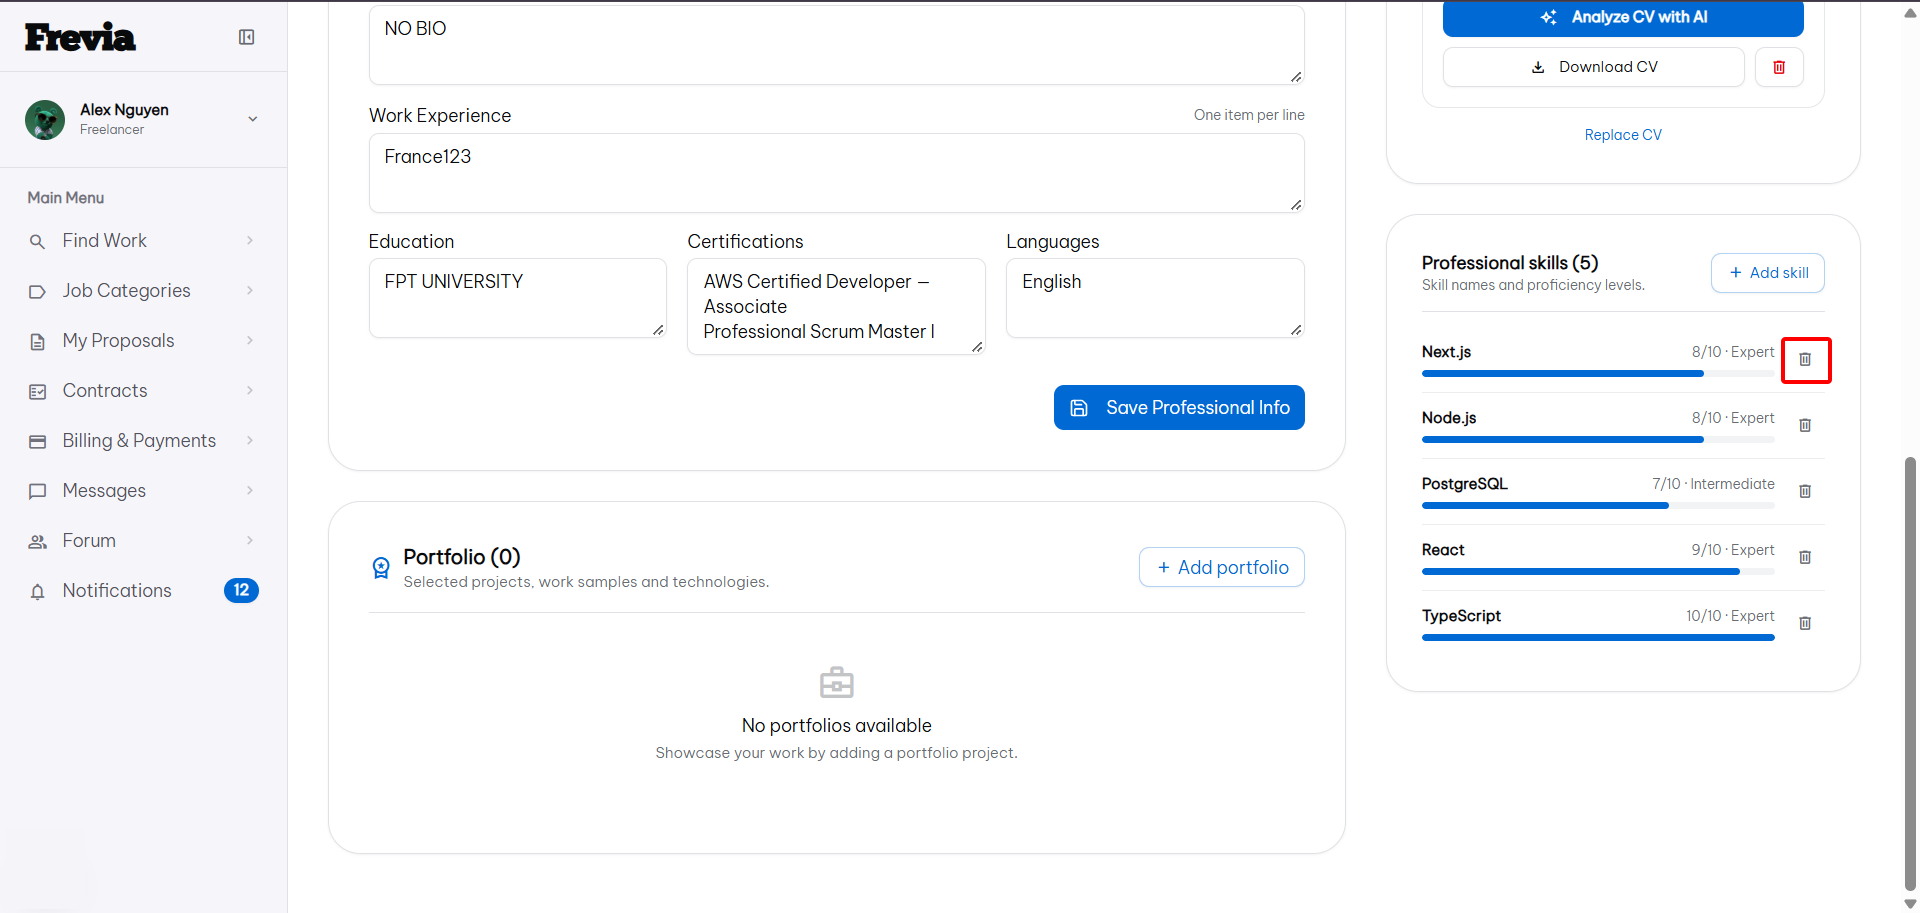 Frevia
Alex Nguyen
Freelancer
Main Menu
Find Work
Job Categories
My Proposals
Contracts
Billing & Payments
Messages
Forum
Notifications 12
NO BIO
Work Experience One item per line
France123
Education Certifications Languages
FPT UNIVERSITY
AWS Certified Developer —
Associate
Professional Scrum Master I
English
Save Professional Info
Portfolio (0)
Selected projects, work samples and technologies.
+ Add portfolio
No portfolios available
Showcase your work by adding a portfolio project.
Analyze CV with AI
Download CV
Replace CV
Professional skills (5)
Skill names and proficiency levels.
+ Add skill
Next.js 8/10 · Expert
Node.js 8/10 · Expert
PostgreSQL 7/10 · Intermediate
React 9/10 · Expert
TypeScript 10/10 · Expert